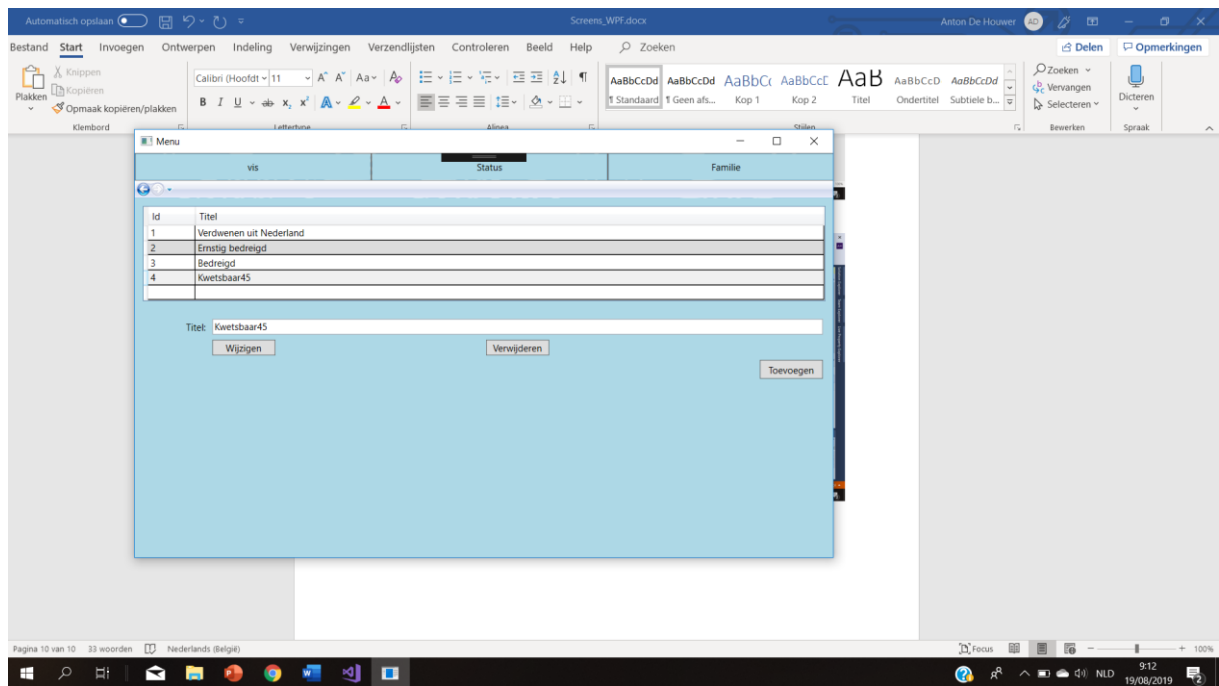 Automatisch opslaan
Screens_WPF.docx
Anton De Houwer AD
Bestand Start Invoegen Ontwerpen Indeling Verwijzingen Verzendlijsten Controleren Beeld Help Zoeken
Delen Opmerkingen
Plakken
Knippen
Kopiëren
Opmaak kopiëren/plakken
Klembord
Calibri (Hoofdt 11
Lettertype
Alinea
AaBbCcDd AaBbCcDd AaBbCc AaBbCcE AaB AaBbCcD AaBbCcDd
¶ Standaard ¶ Geen afs... Kop 1 Kop 2 Titel Ondertitel Subtiele b...
Stijlen
Zoeken
Vervangen
Selecteren
Bewerken
Dicteren
Spraak
Menu
vis Status Familie
Id Titel
1 Verdwenen uit Nederland
2 Ernstig bedreigd
3 Bedreigd
4 Kwetsbaar45
Titel: Kwetsbaar45
Wijzigen Verwijderen
Toevoegen
Pagina 10 van 10 33 woorden Nederlands (België)
Focus 100%
NLD
9:12
19/08/2019